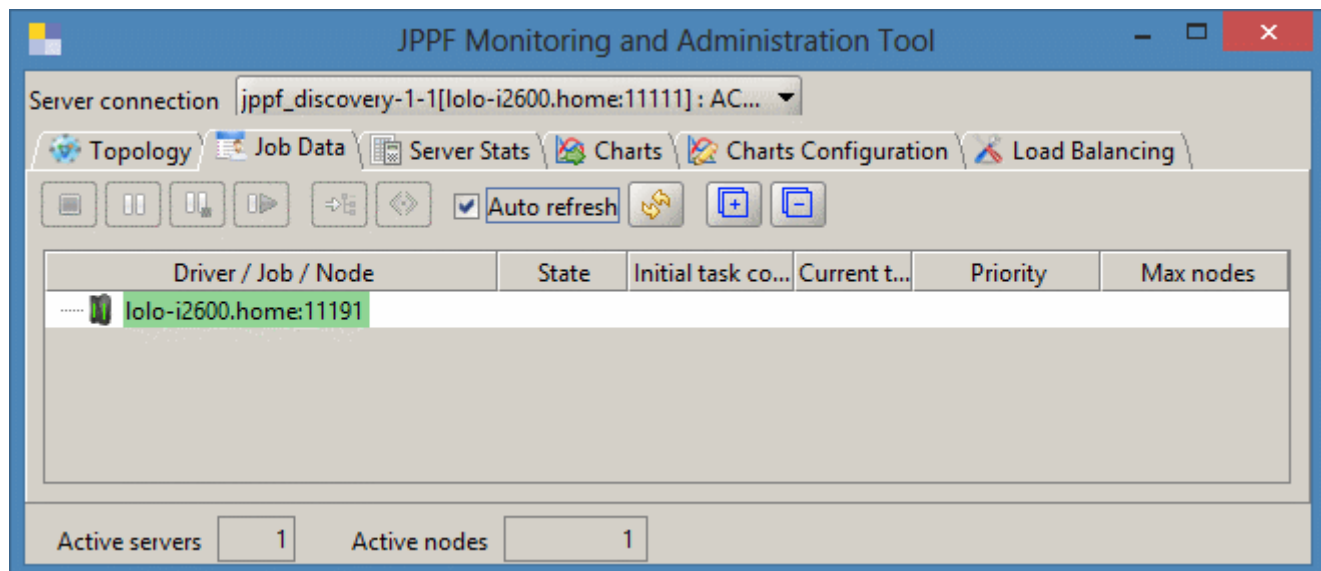 JPPF Monitoring and Administration Tool
Server connection jppf_discovery-1-1[lolo-i2600.home:11111] : AC...
Topology Job Data Server Stats Charts Charts Configuration Load Balancing
Auto refresh
Driver / Job / Node State Initial task co... Current t... Priority Max nodes
lolo-i2600.home:11191
Active servers 1 Active nodes 1